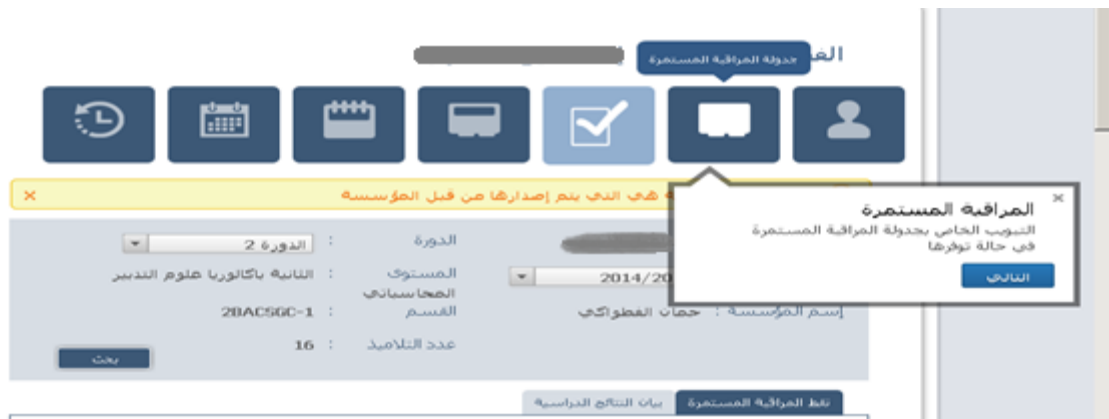 جدولة المراقبة المستمرة
هي التي يتم إصدارها من قبل المؤسسة
×
×
المراقبة المستمرة
التبويب الخاص بجدولة المراقبة المستمرة
في حالة توفرها
التالي
الدورة : الدورة 2
2014/20
المستوى : الثانية باكالوريا علوم التدبير
المحاسباتي
إسم المؤسسة : حمان الفطواكي
القسم : 2BACSGC-1
عدد التلاميذ : 16
بحث
نقط المراقبة المستمرة
بيان النتائج الدراسية